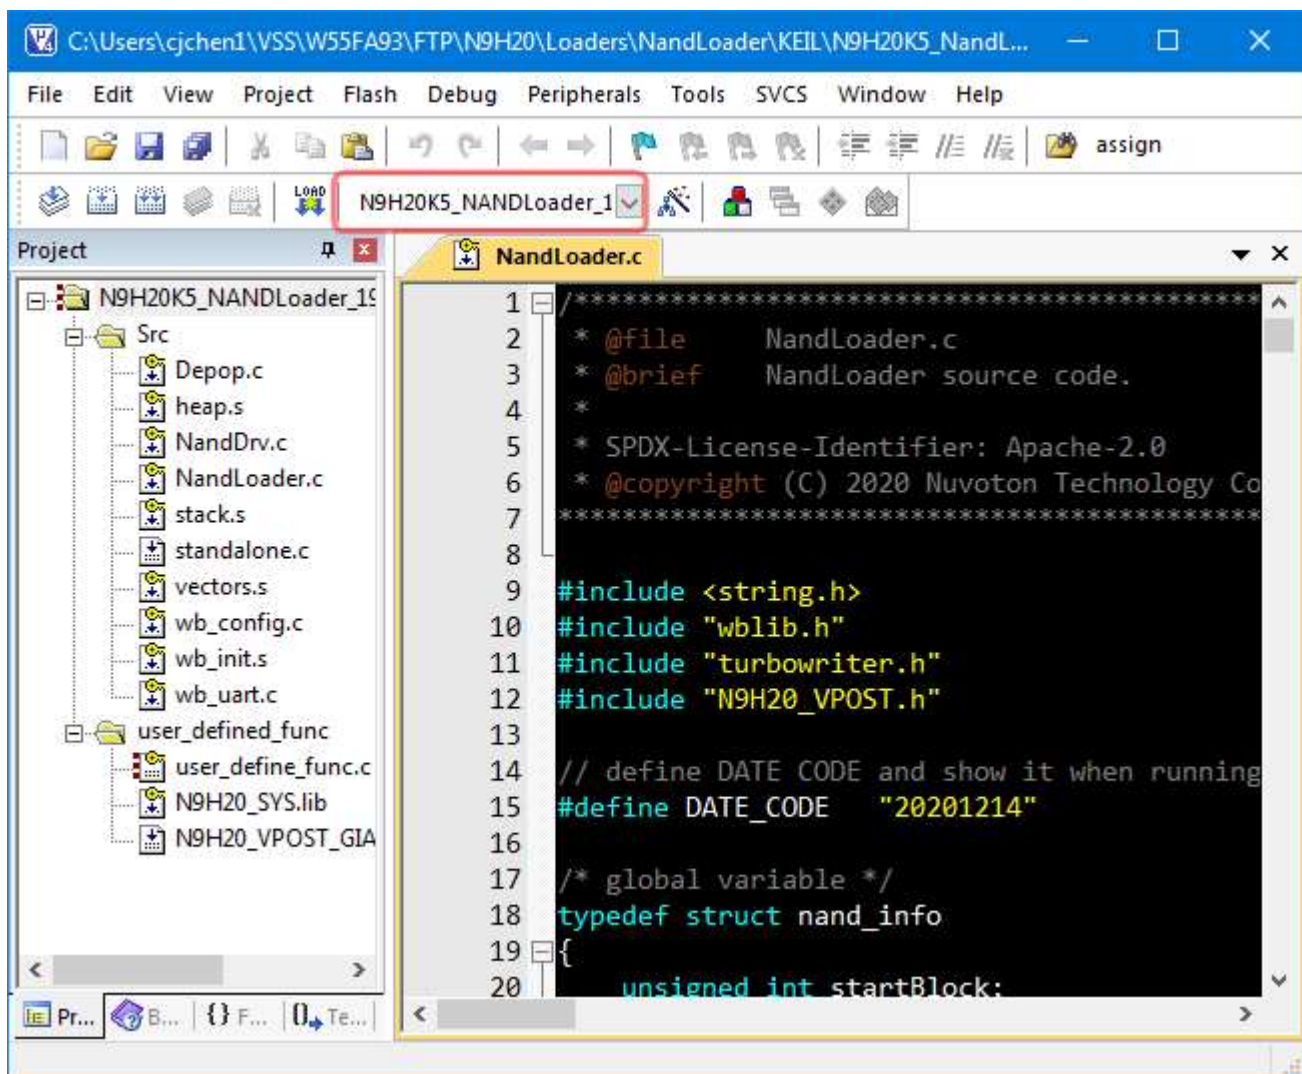 C:\Users\cjchen1\VSS\W55FA93\FTP\N9H20\Loaders\NandLoader\KEIL\N9H20K5_NandL...
File Edit View Project Flash Debug Peripherals Tools SVCS Window Help
assign
LOAD N9H20K5_NANDLoader_1
Project
N9H20K5_NANDLoader_19
Src
Depop.c
heap.s
NandDrv.c
NandLoader.c
stack.s
standalone.c
vectors.s
wb_config.c
wb_init.s
wb_uart.c
user_defined_func
user_define_func.c
N9H20_SYS.lib
N9H20_VPOST_GIA
Pr... B... {} F... Te...
NandLoader.c
1 /*******************************************
2 * @file NandLoader.c
3 * @brief NandLoader source code.
4 *
5 * SPDX-License-Identifier: Apache-2.0
6 * @copyright (C) 2020 Nuvoton Technology Co
7 ********************************************
8
9 #include <string.h>
10 #include "wblib.h"
11 #include "turbowriter.h"
12 #include "N9H20_VPOST.h"
13
14 // define DATE CODE and show it when running
15 #define DATE_CODE "20201214"
16
17 /* global variable */
18 typedef struct nand_info
19 {
20 unsigned int startBlock;